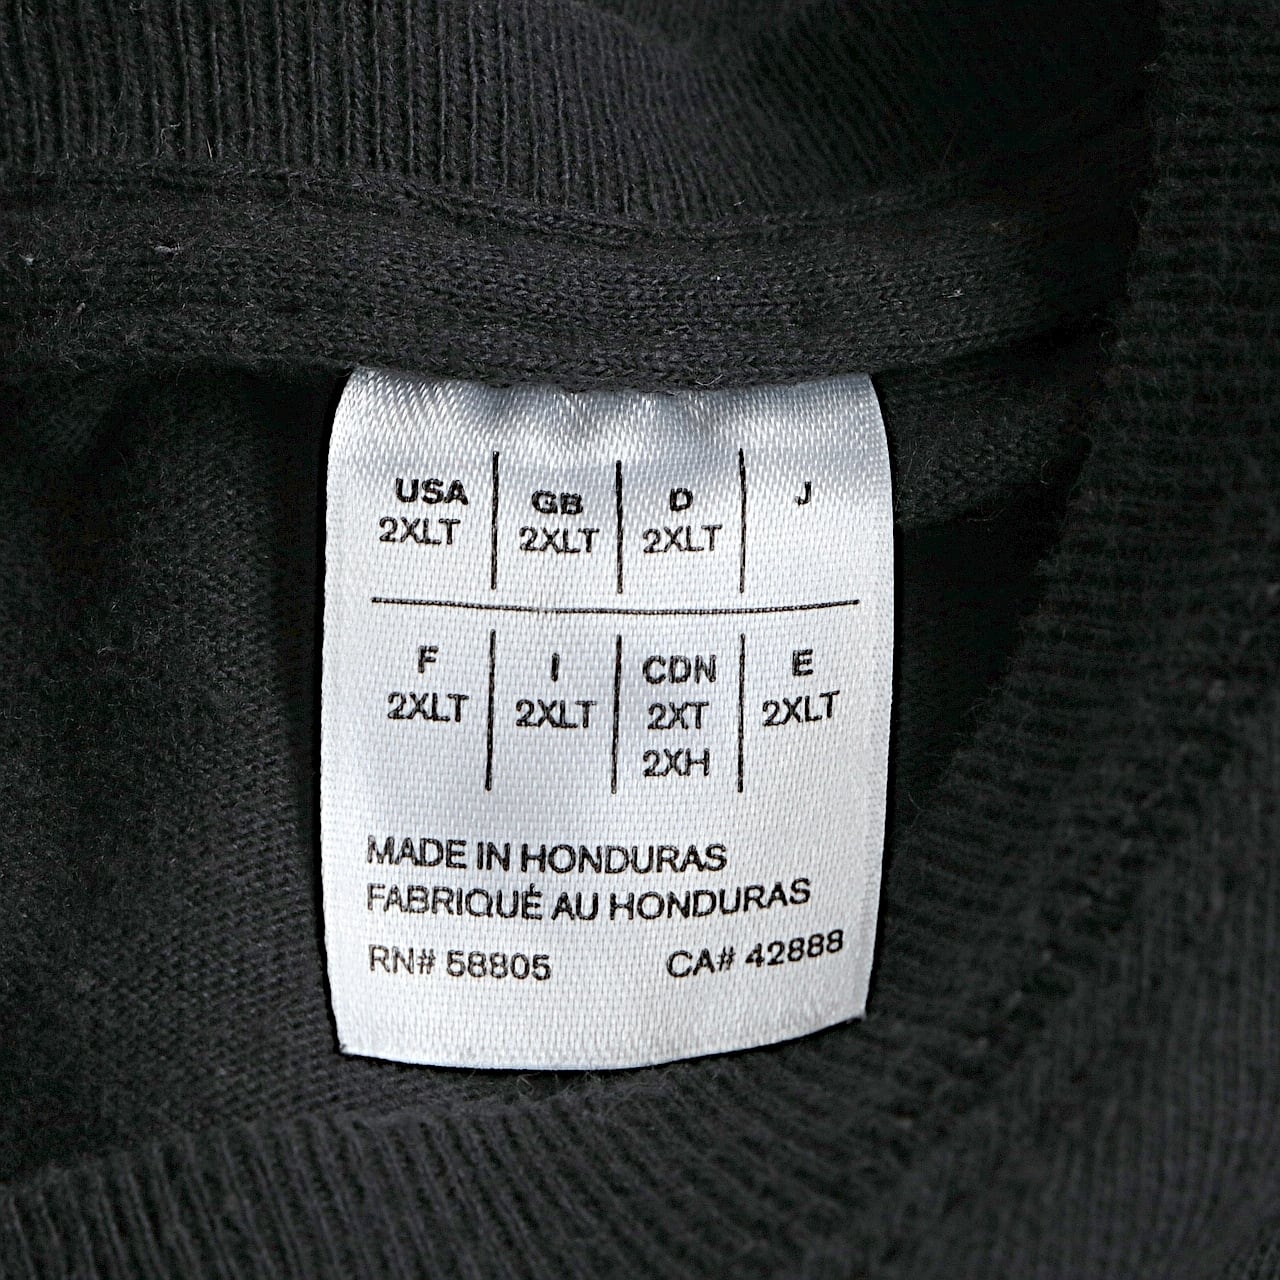 USA GB D J
2XLT 2XLT 2XLT
F I CDN E
2XLT 2XLT 2XT 2XLT
2XH
MADE IN HONDURAS
FABRIQUÉ AU HONDURAS
RN# 58805 CA# 42888